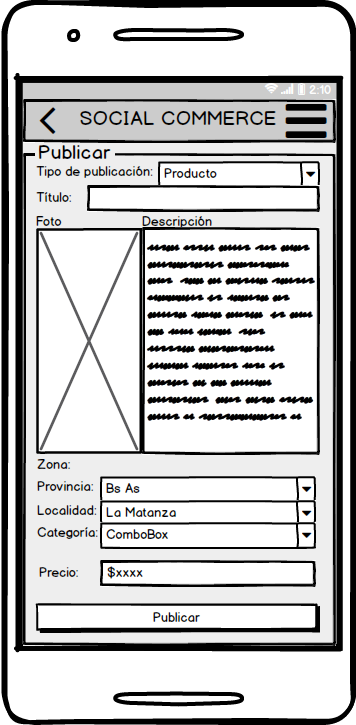 2:10
SOCIAL COMMERCE
Publicar
Tipo de publicación: Producto
Título:
Foto
Descripción
Zona:
Provincia: Bs As
Localidad: La Matanza
Categoría: ComboBox
Precio: $xxxx
Publicar